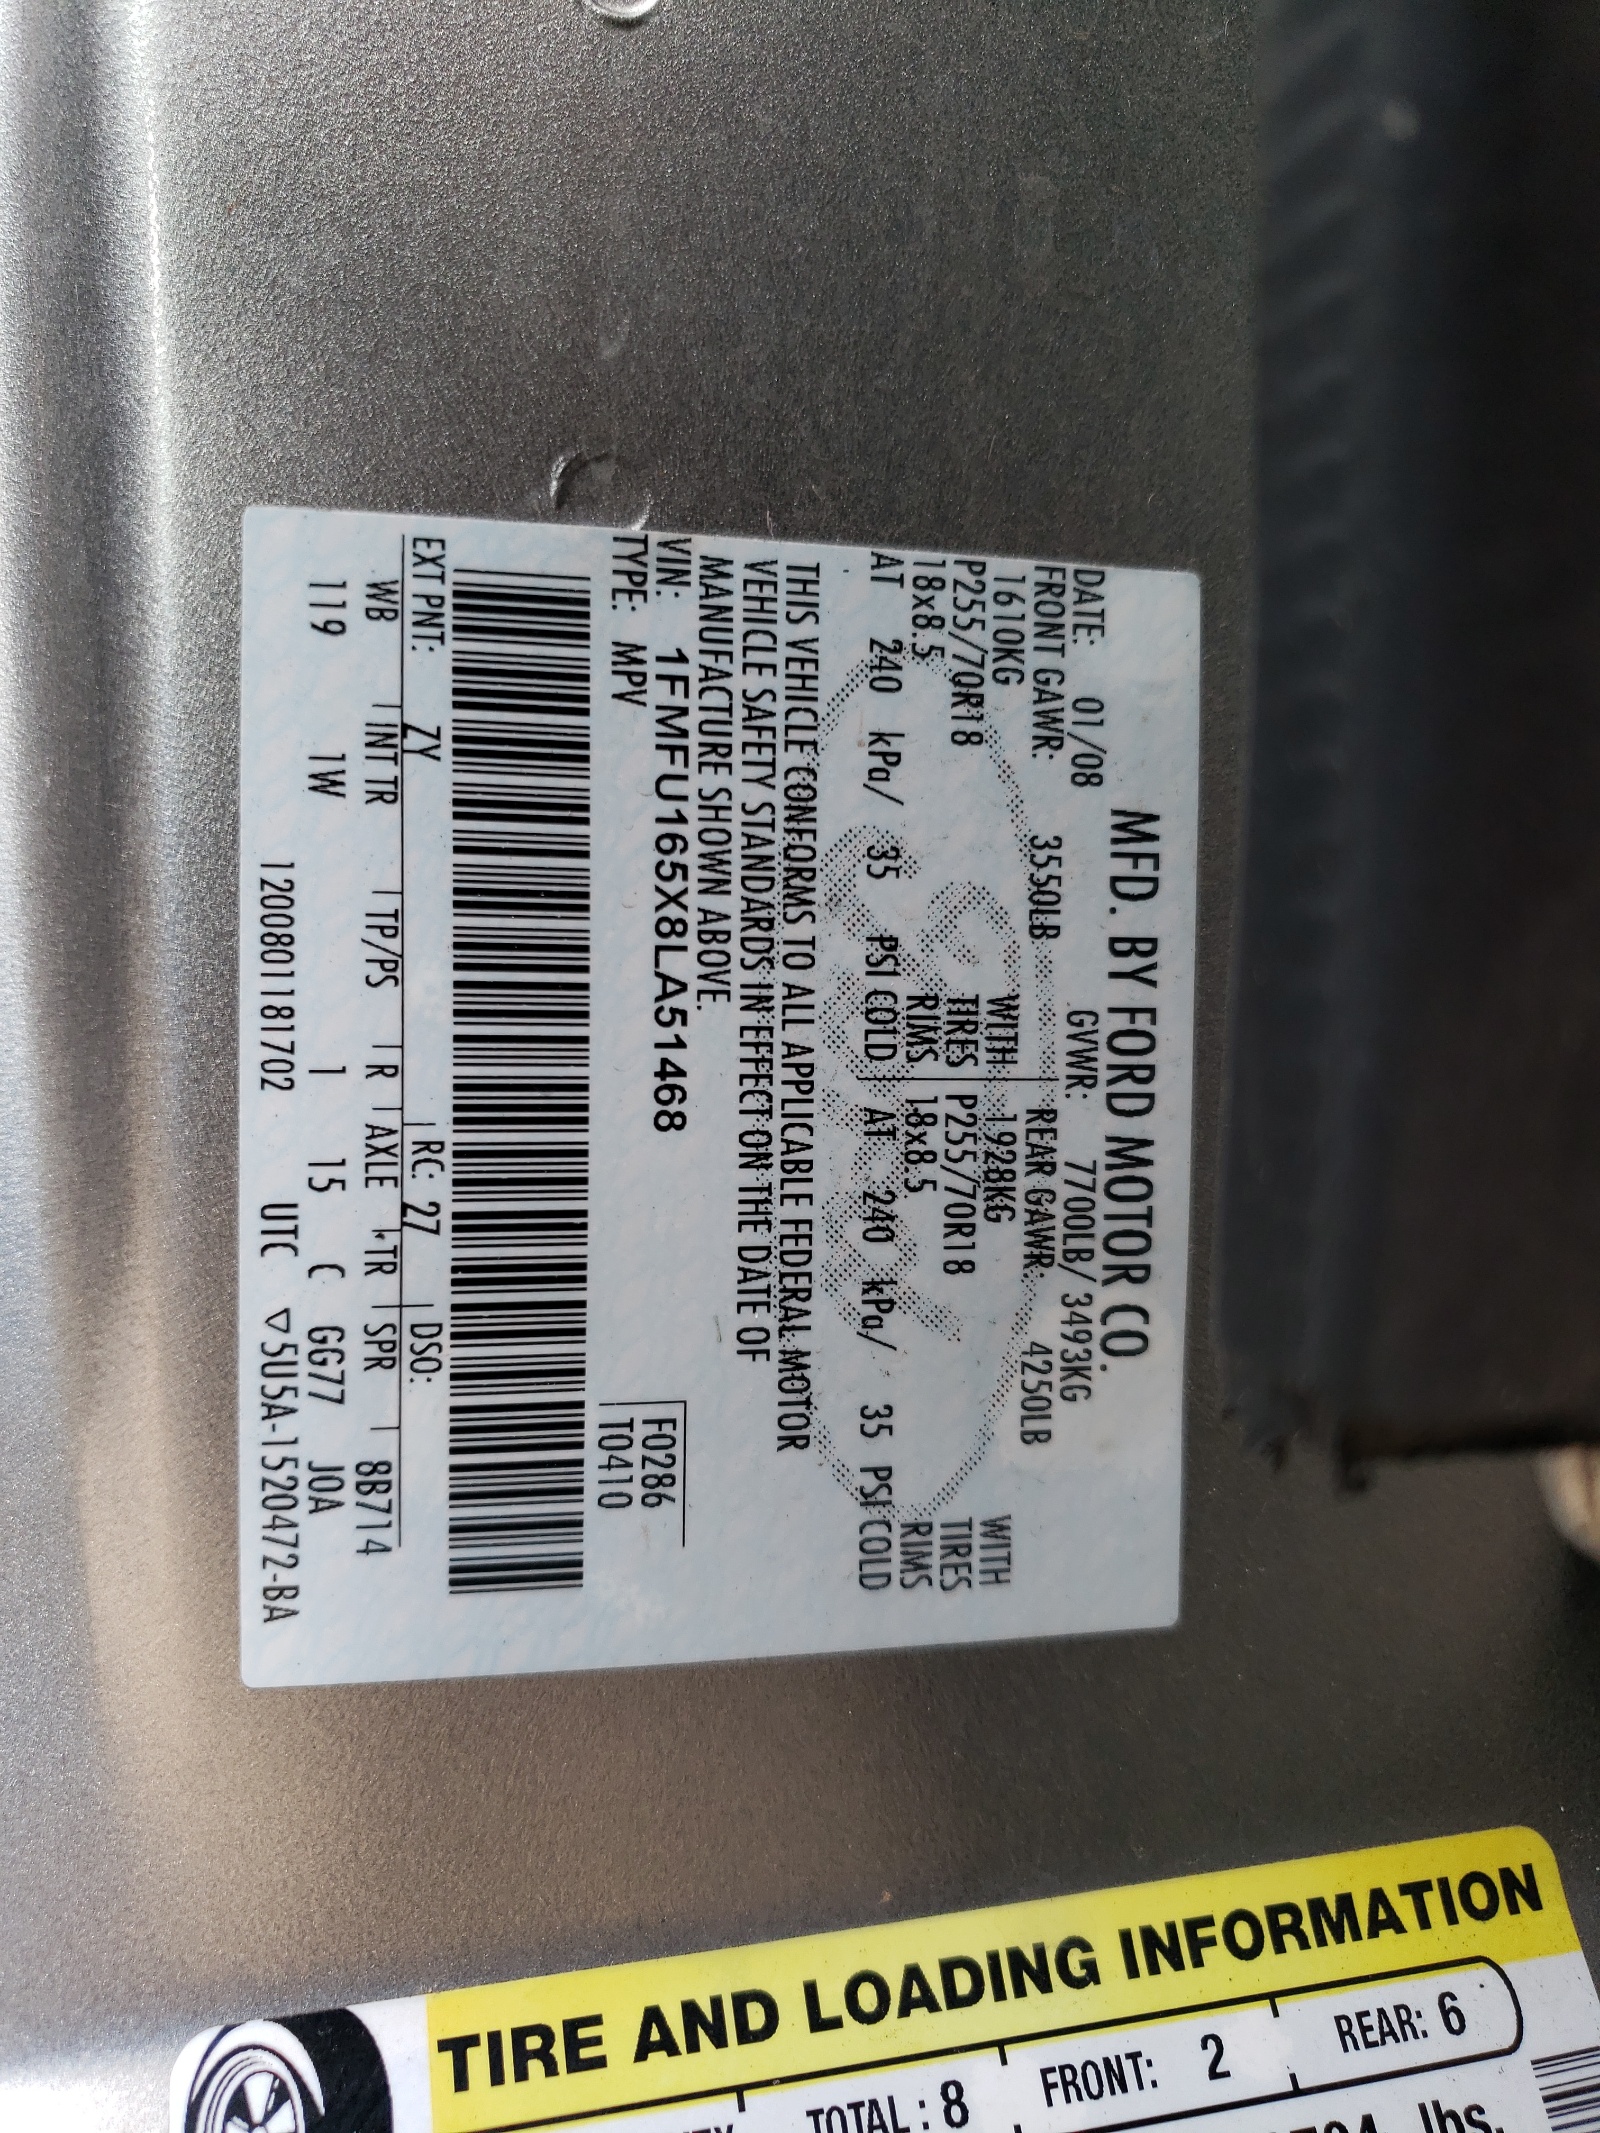 MFD. BY FORD MOTOR CO.
DATE: 01/08 GVWR: 7700LB/ 3493KG
FRONT GAWR: 3550LB REAR GAWR: 4250LB
1610KG WITH 1928KG WITH
P255/70R18 TIRES P255/70R18 TIRES
18x8.5 RIMS 18x8.5 RIMS
AT 240 kPa/ 35 PSI COLD AT 240 kPa/ 35 PSI COLD
THIS VEHICLE CONFORMS TO ALL APPLICABLE FEDERAL MOTOR
VEHICLE SAFETY STANDARDS IN EFFECT ON THE DATE OF
MANUFACTURE SHOWN ABOVE.
VIN: 1FMFU165X8LA51468 F0286
TYPE: MPV T0410
EXT PNT: ZY RC: 27 DSO:
WB INT TR TP/PS R AXLE TR SPR 8B714
119 1W 1 15 C GG77 J0A
1200801181702 UTC ▽5U5A-1520472-BA
TIRE AND LOADING INFORMATION
TOTAL : 8 FRONT: 2 REAR: 6
lbs.